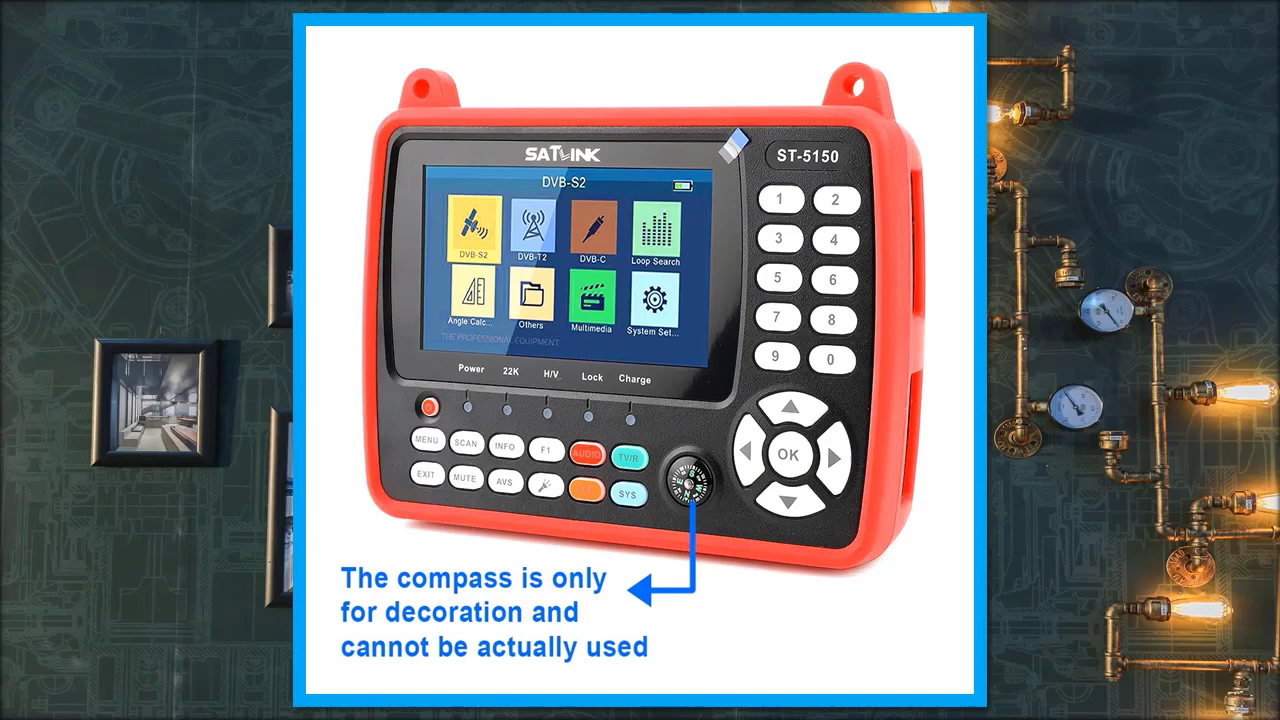 SATLINK
ST-5150
DVB-S2
DVB-S2
DVB-T2
DVB-C
Loop Search
Angle Calc...
Others
Multimedia
System Set...
THE PROFESSIONAL EQUIPMENT
Power
22K
H/V
Lock
Charge
1
2
3
4
5
6
7
8
9
0
MENU
SCAN
INFO
F1
AUDIO
TV/R
EXIT
MUTE
AVS
SYS
OK
S
W
E
N
The compass is only
for decoration and
cannot be actually used